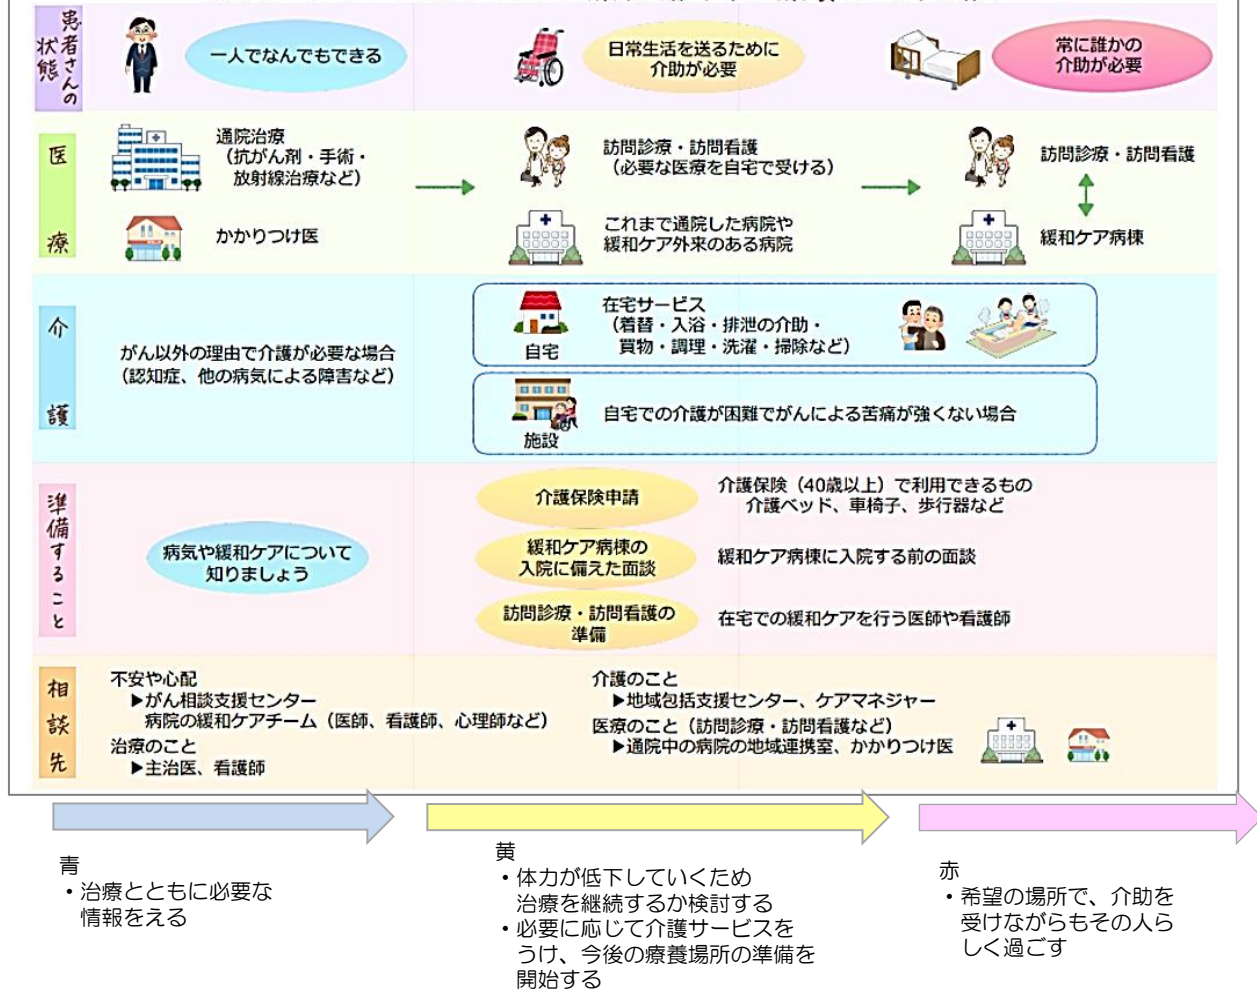 患者さんの
状態
一人でなんでもできる
日常生活を送るために
介助が必要
常に誰かの
介助が必要
医療
通院治療
（抗がん剤・手術・
放射線治療など）
かかりつけ医
訪問診療・訪問看護
（必要な医療を自宅で受ける）
これまで通院した病院や
緩和ケア外来のある病院
訪問診療・訪問看護
緩和ケア病棟
介護
がん以外の理由で介護が必要な場合
（認知症、他の病気による障害など）
自宅
在宅サービス
（着替・入浴・排泄の介助・
買物・調理・洗濯・掃除など）
施設
自宅での介護が困難でがんによる苦痛が強くない場合
準備すること
病気や緩和ケアについて
知りましょう
介護保険申請
介護保険（40歳以上）で利用できるもの
介護ベッド、車椅子、歩行器など
緩和ケア病棟の
入院に備えた面談
緩和ケア病棟に入院する前の面談
訪問診療・訪問看護の
準備
在宅での緩和ケアを行う医師や看護師
相談先
不安や心配
▶がん相談支援センター
病院の緩和ケアチーム（医師、看護師、心理師など）
治療のこと
▶主治医、看護師
介護のこと
▶地域包括支援センター、ケアマネジャー
医療のこと（訪問診療・訪問看護など）
▶通院中の病院の地域連携室、かかりつけ医
青
・治療とともに必要な
情報をえる
黄
・体力が低下していくため
治療を継続するか検討する
・必要に応じて介護サービスを
うけ、今後の療養場所の準備を
開始する
赤
・希望の場所で、介助を
受けながらもその人ら
しく過ごす